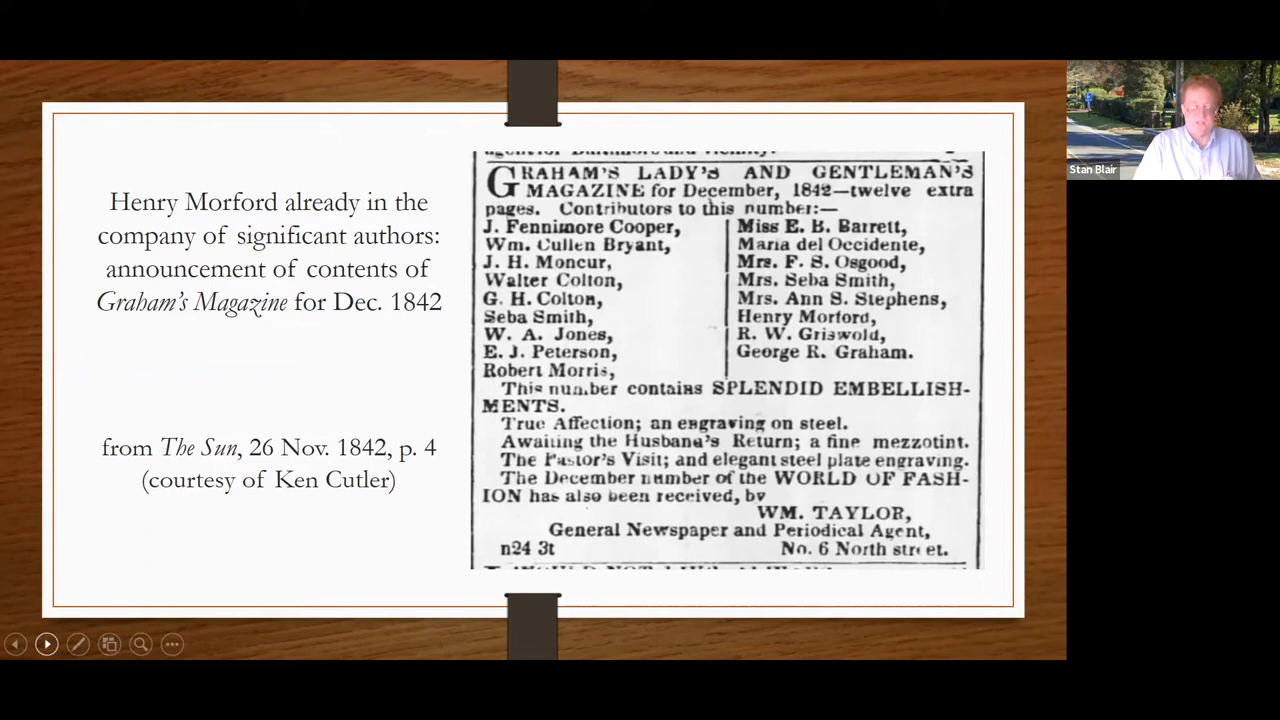 Henry Morford already in the
company of significant authors:
announcement of contents of
Graham's Magazine for Dec. 1842
from The Sun, 26 Nov. 1842, p. 4
(courtesy of Ken Cutler)
GRAHAM'S LADY'S AND GENTLEMAN'S
MAGAZINE for December, 1842—twelve extra
pages. Contributors to this number:—
J. Fennimore Cooper,
Wm. Cullen Bryant,
J. H. Moncur,
Walter Colton,
G. H. Colton,
Seba Smith,
W. A. Jones,
E. J. Peterson,
Robert Morris,
Miss E. B. Barrett,
Maria del Occidente,
Mrs. F. S. Osgood,
Mrs. Seba Smith,
Mrs. Ann S. Stephens,
Henry Morford,
R. W. Griswold,
George R. Graham.
This number contains SPLENDID EMBELLISH-
MENTS.
True Affection; an engraving on steel.
Awaiting the Husband's Return; a fine mezzotint.
The Pastor's Visit; and elegant steel plate engraving.
The December number of the WORLD OF FASH-
ION has also been received, by
WM. TAYLOR,
General Newspaper and Periodical Agent,
n24 3t No. 6 North street.
Stan Blair